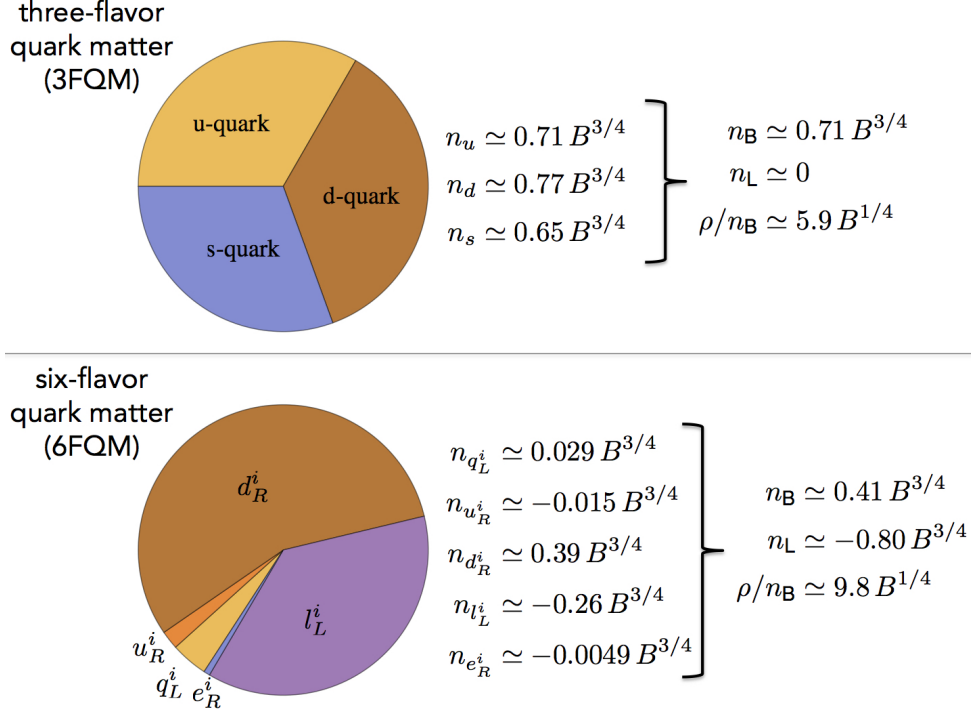 three-flavor
quark matter
(3FQM)
u-quark
d-quark
s-quark
n_u ≃ 0.71 B^{3/4}
n_d ≃ 0.77 B^{3/4}
n_s ≃ 0.65 B^{3/4}
n_B ≃ 0.71 B^{3/4}
n_L ≃ 0
ρ/n_B ≃ 5.9 B^{1/4}
six-flavor
quark matter
(6FQM)
d_R^i
l_L^i
u_R^i
q_L^i
e_R^i
n_{q_L^i} ≃ 0.029 B^{3/4}
n_{u_R^i} ≃ −0.015 B^{3/4}
n_{d_R^i} ≃ 0.39 B^{3/4}
n_{l_L^i} ≃ −0.26 B^{3/4}
n_{e_R^i} ≃ −0.0049 B^{3/4}
n_B ≃ 0.41 B^{3/4}
n_L ≃ −0.80 B^{3/4}
ρ/n_B ≃ 9.8 B^{1/4}